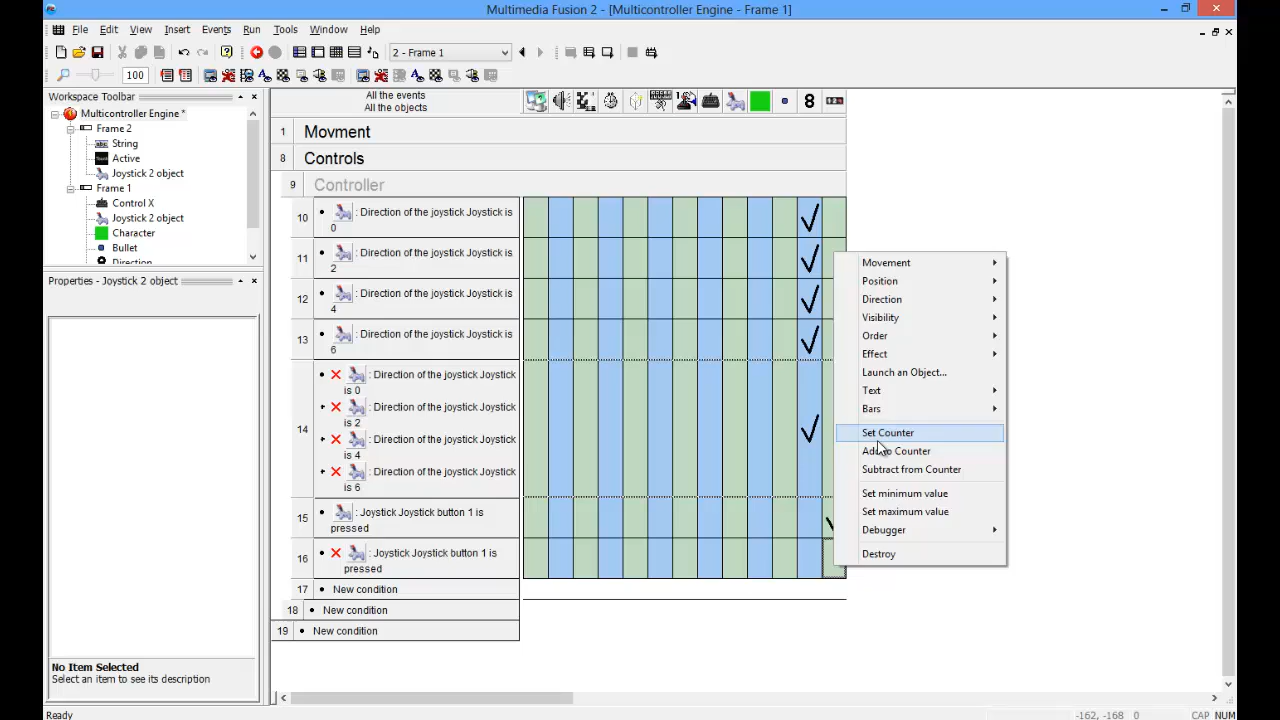 Multimedia Fusion 2 - [Multicontroller Engine - Frame 1]
File Edit View Insert Events Run Tools Window Help
2 - Frame 1
100
Workspace Toolbar
Multicontroller Engine *
Frame 2
String
Active
Joystick 2 object
Frame 1
Control X
Joystick 2 object
Character
Bullet
Direction
Properties - Joystick 2 object
No Item Selected
Select an item to see its description
Ready
All the events
All the objects
1 Movment
8 Controls
9 Controller
10 : Direction of the joystick Joystick is
0
11 : Direction of the joystick Joystick is
2
12 : Direction of the joystick Joystick is
4
13 : Direction of the joystick Joystick is
6
14 : Direction of the joystick Joystick
is 0
: Direction of the joystick Joystick
is 2
: Direction of the joystick Joystick
is 4
: Direction of the joystick Joystick
is 6
15 : Joystick Joystick button 1 is
pressed
16 : Joystick Joystick button 1 is
pressed
17 New condition
18 New condition
19 New condition
Movement
Position
Direction
Visibility
Order
Effect
Launch an Object...
Text
Bars
Set Counter
Add to Counter
Subtract from Counter
Set minimum value
Set maximum value
Debugger
Destroy
-162, -168 0 CAP NUM